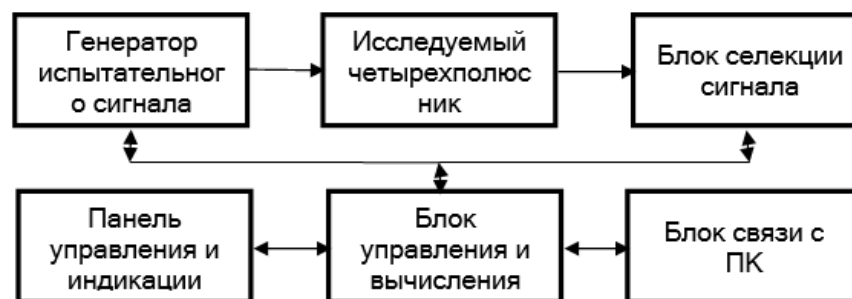 Генератор
испытательног
о сигнала
Исследуемый
четырехполюс
ник
Блок селекции
сигнала
Панель
управления и
индикации
Блок
управления и
вычисления
Блок связи с
ПК